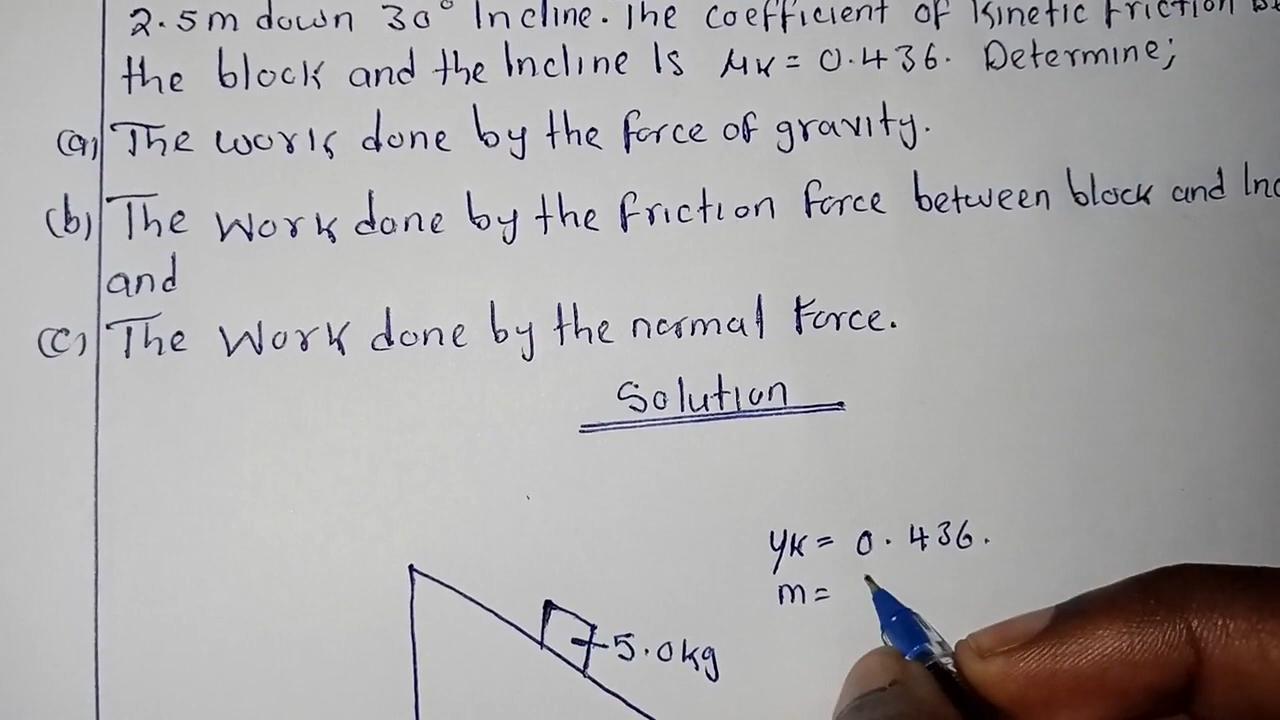 2.5m down 30° Incline. The coefficient of kinetic friction
the block and the Incline Is μk = 0.436. Determine;
(a) The work done by the force of gravity.
(b) The work done by the friction force between block and
and
(c) The work done by the normal force.
Solution
μk = 0.436.
m =
5.0kg